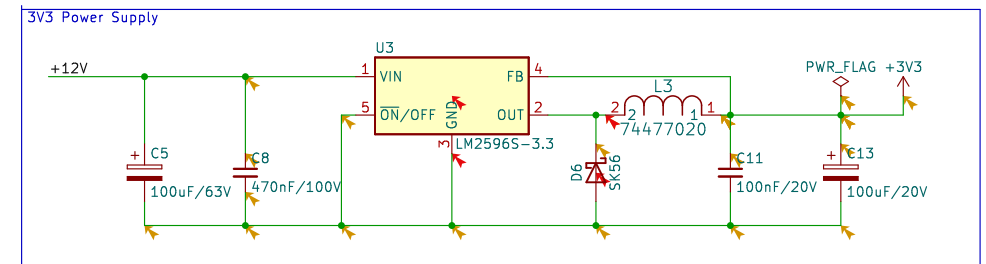 3V3 Power Supply
U3
+12V
1 VIN FB 4
PWR_FLAG +3V3
L3
5 ON/OFF GND OUT 2
2 2 1 1
74477020
3
LM2596S-3.3
+ C5
100uF/63V
C8
470nF/100V
D6
SK56
C11
100nF/20V
+ C13
100uF/20V